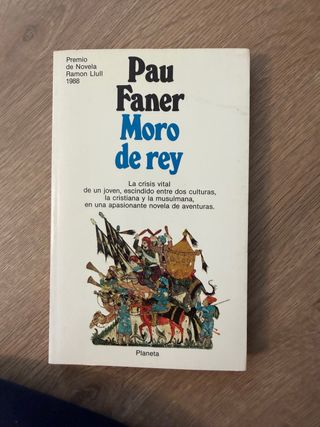 Premio
de Novela
Ramon Llull
1988
Pau
Faner
Moro
de rey
La crisis vital
de un joven, escindido entre dos culturas,
la cristiana y la musulmana,
en una apasionante novela de aventuras.
Planeta